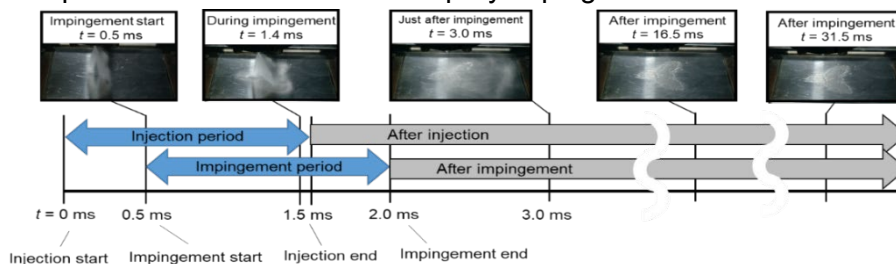 Impingement start
t = 0.5 ms
During impingement
t = 1.4 ms
Just after impingement
t = 3.0 ms
After impingement
t = 16.5 ms
After impingement
t = 31.5 ms
Injection period
After injection
Impingement period
After impingement
t = 0 ms
0.5 ms
1.5 ms
2.0 ms
3.0 ms
Injection start
Impingement start
Injection end
Impingement end